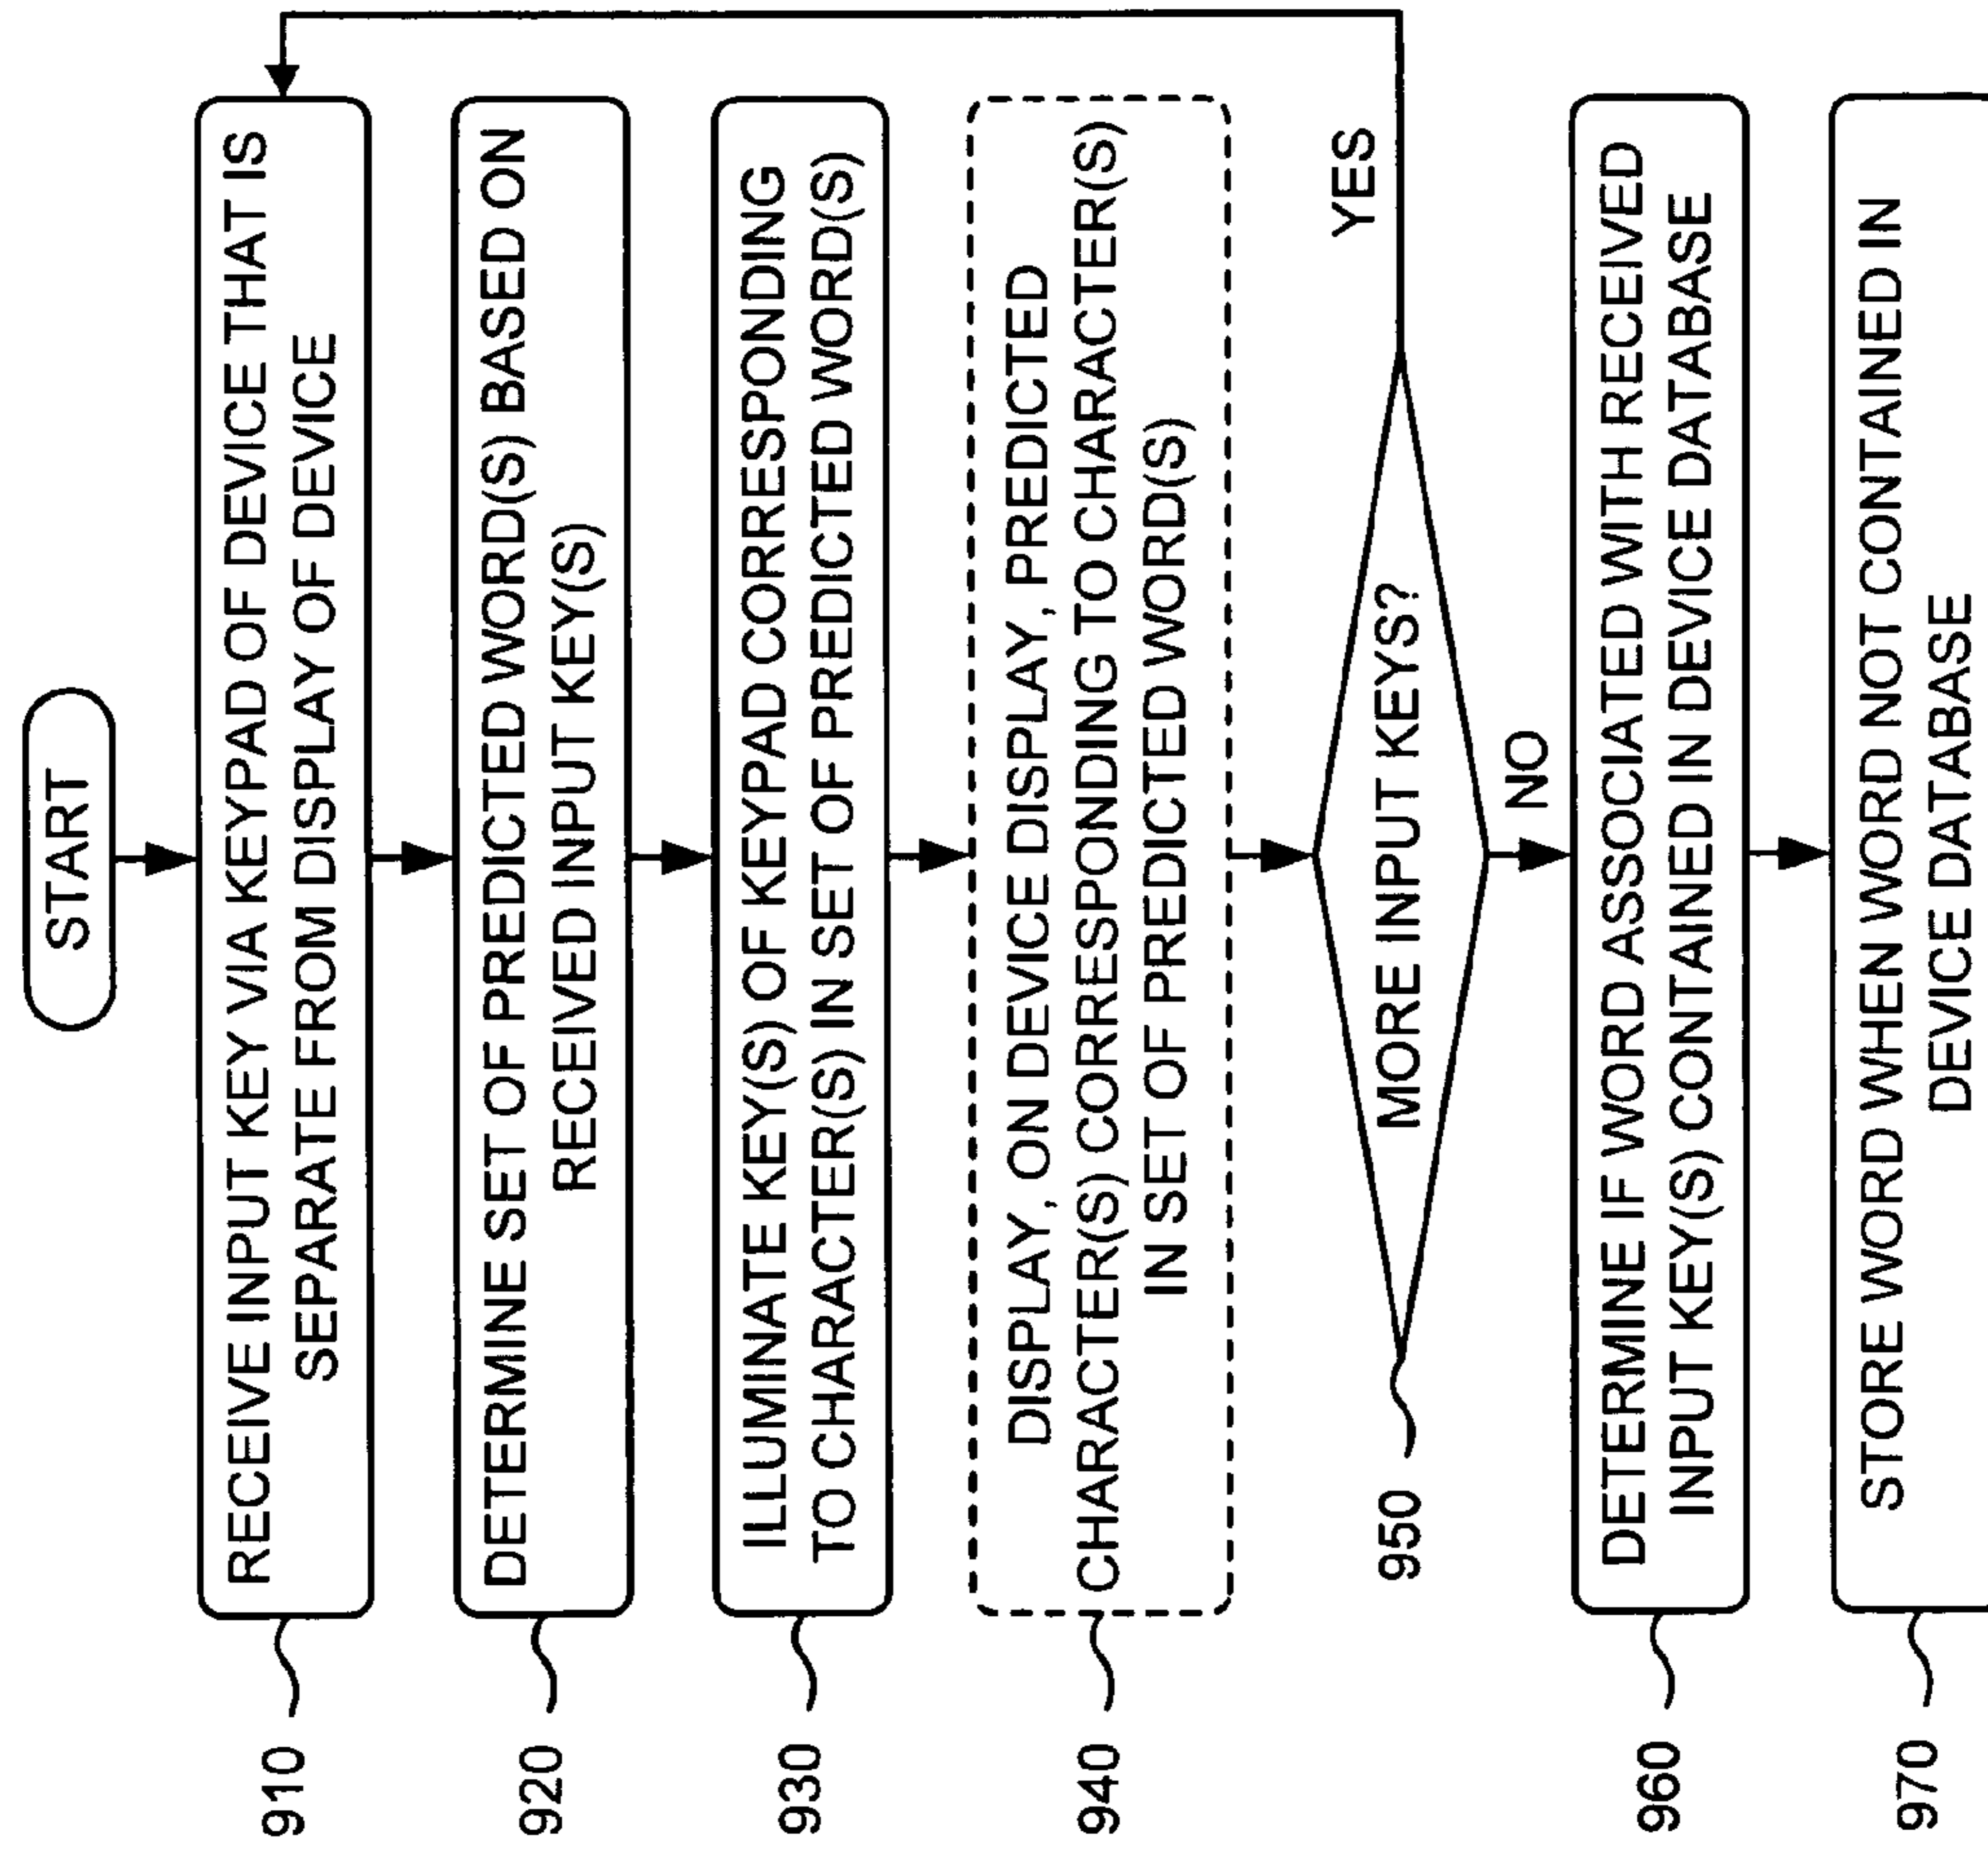 START
910
RECEIVE INPUT KEY VIA KEYPAD OF DEVICE THAT IS
SEPARATE FROM DISPLAY OF DEVICE
920
DETERMINE SET OF PREDICTED WORD(S) BASED ON
RECEIVED INPUT KEY(S)
930
ILLUMINATE KEY(S) OF KEYPAD CORRESPONDING
TO CHARACTER(S) IN SET OF PREDICTED WORD(S)
940
DISPLAY, ON DEVICE DISPLAY, PREDICTED
CHARACTER(S) CORRESPONDING TO CHARACTER(S)
IN SET OF PREDICTED WORD(S)
950
MORE INPUT KEYS?
YES
NO
960
DETERMINE IF WORD ASSOCIATED WITH RECEIVED
INPUT KEY(S) CONTAINED IN DEVICE DATABASE
970
STORE WORD WHEN WORD NOT CONTAINED IN
DEVICE DATABASE